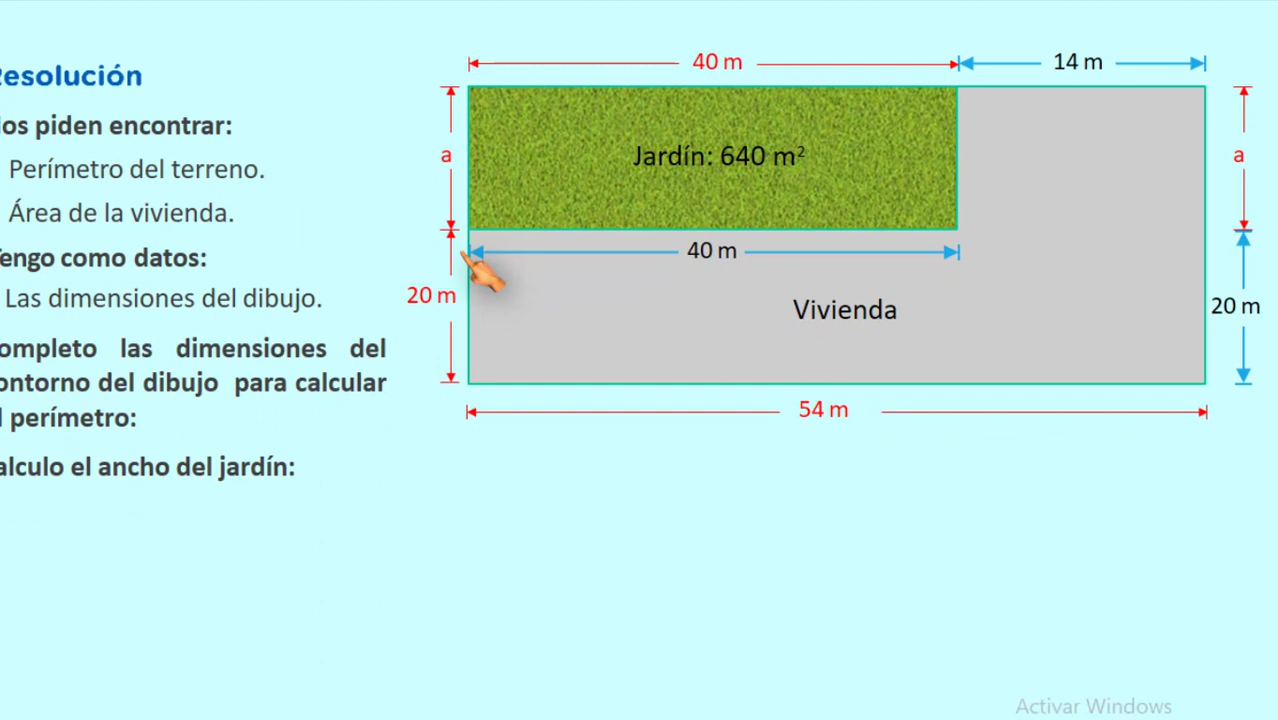 Resolución
Nos piden encontrar:
Perímetro del terreno.
Área de la vivienda.
Tengo como datos:
Las dimensiones del dibujo.
Completo las dimensiones del
contorno del dibujo para calcular
el perímetro:
Calculo el ancho del jardín:
40 m
14 m
a
Jardín: 640 m²
a
40 m
20 m
Vivienda
20 m
54 m
Activar Windows